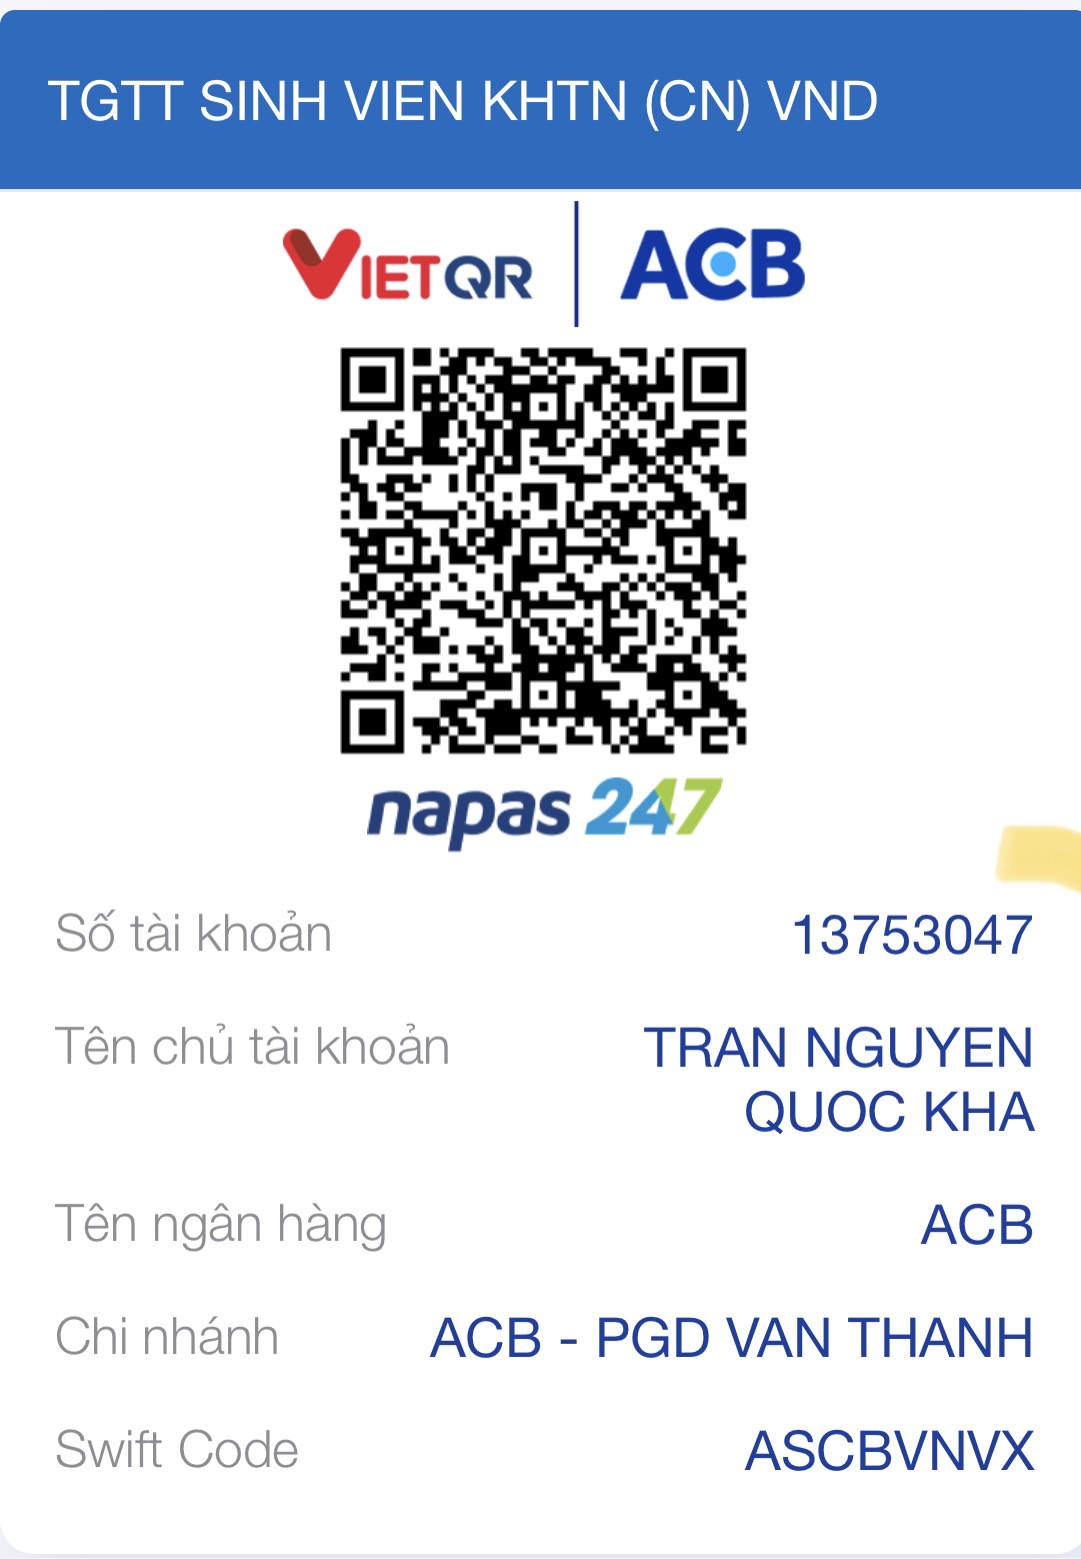 TGTT SINH VIEN KHTN (CN) VND
VIETQR
ACB
napas 247
Số tài khoản 13753047
Tên chủ tài khoản TRAN NGUYEN
QUOC KHA
Tên ngân hàng ACB
Chi nhánh ACB - PGD VAN THANH
Swift Code ASCBVNVX